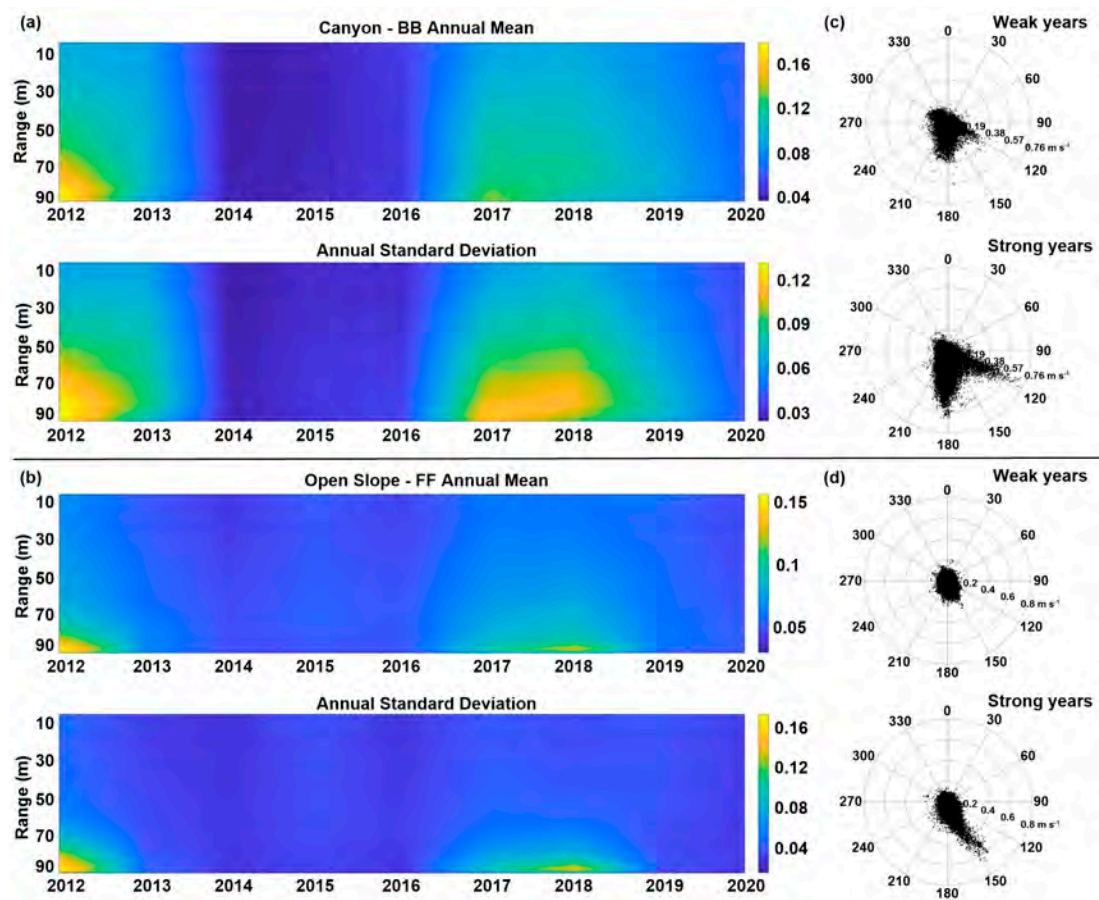 (a)
Canyon - BB Annual Mean
Range (m)
10
30
50
70
90
2012 2013 2014 2015 2016 2017 2018 2019 2020
0.16
0.12
0.08
0.04
Annual Standard Deviation
Range (m)
10
30
50
70
90
2012 2013 2014 2015 2016 2017 2018 2019 2020
0.12
0.09
0.06
0.03
(c)
Weak years
0
330 30
300 60
270 90
0.19 0.38 0.57 0.76 m s-1
240 120
210 150
180
Strong years
0
330 30
300 60
270 90
0.19 0.38 0.57 0.76 m s-1
240 120
210 150
180
(b)
Open Slope - FF Annual Mean
Range (m)
10
30
50
70
90
2012 2013 2014 2015 2016 2017 2018 2019 2020
0.15
0.1
0.05
Annual Standard Deviation
Range (m)
10
30
50
70
90
2012 2013 2014 2015 2016 2017 2018 2019 2020
0.16
0.12
0.08
0.04
(d)
Weak years
0
330 30
300 60
270 90
0.2 0.4 0.6 0.8 m s-1
240 120
210 150
180
Strong years
0
330 30
300 60
270 90
0.2 0.4 0.6 0.8 m s-1
240 120
210 150
180